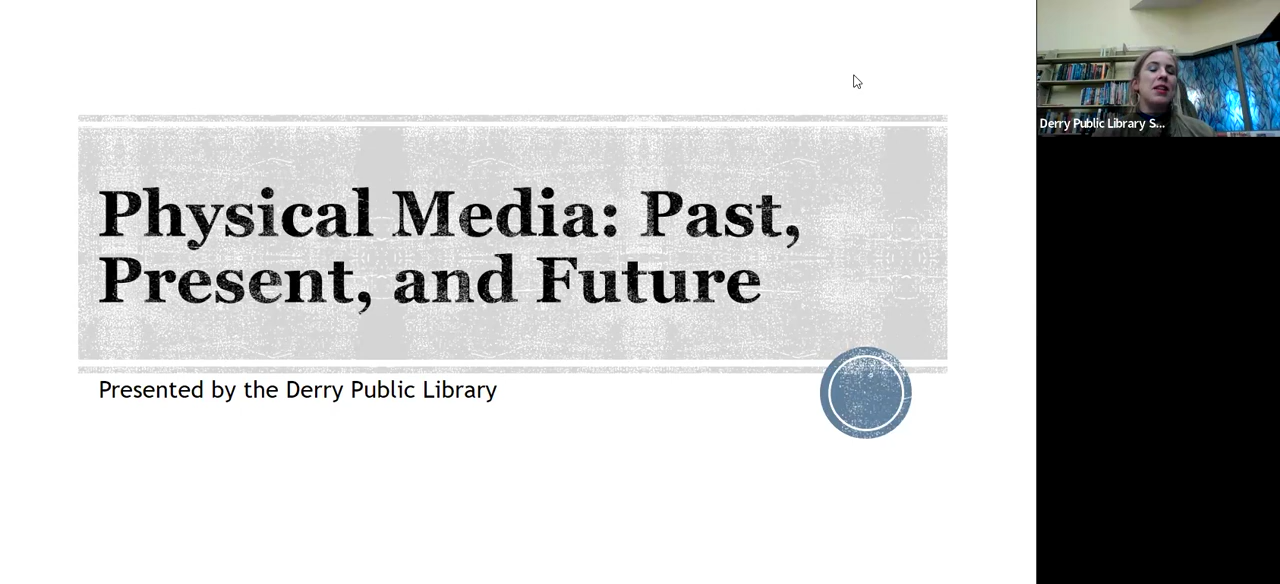 Physical Media: Past,
Present, and Future
Presented by the Derry Public Library
Derry Public Library S...